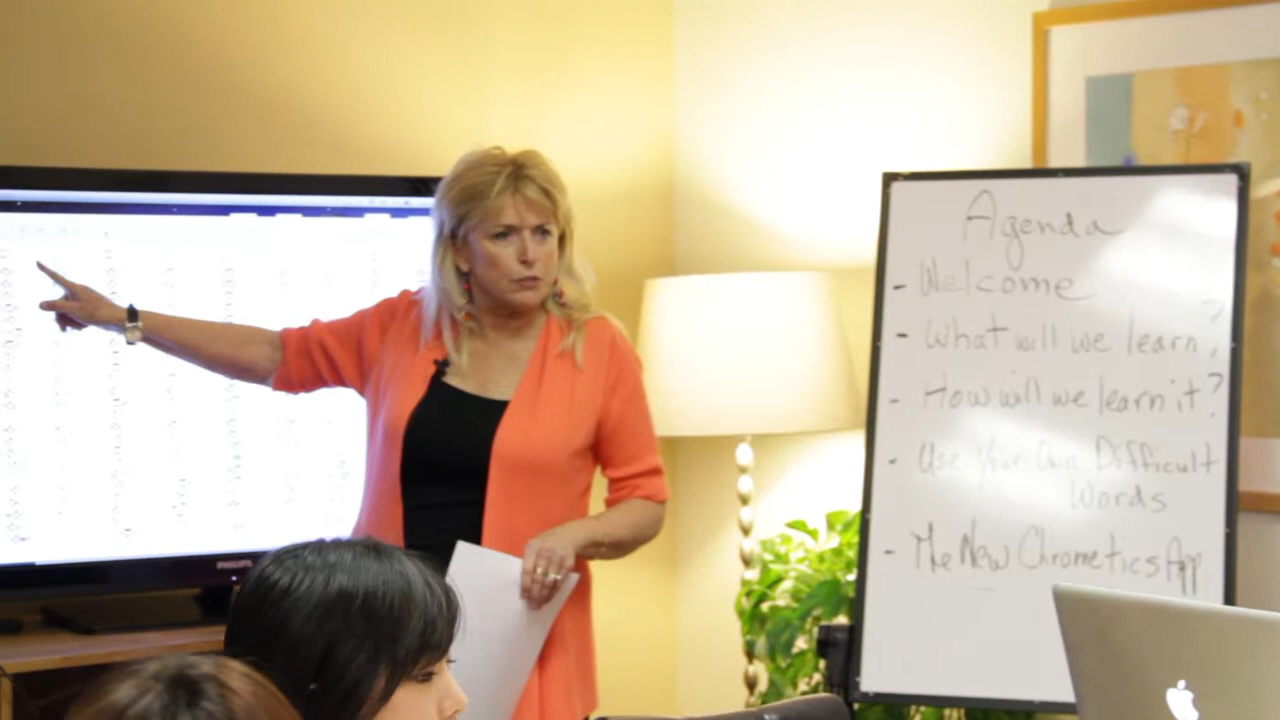 PHILIPS
Agenda
- Welcome
- What will we learn?
- How will we learn it?
- Use Your Own Difficult
Words
- The New Chrometics App